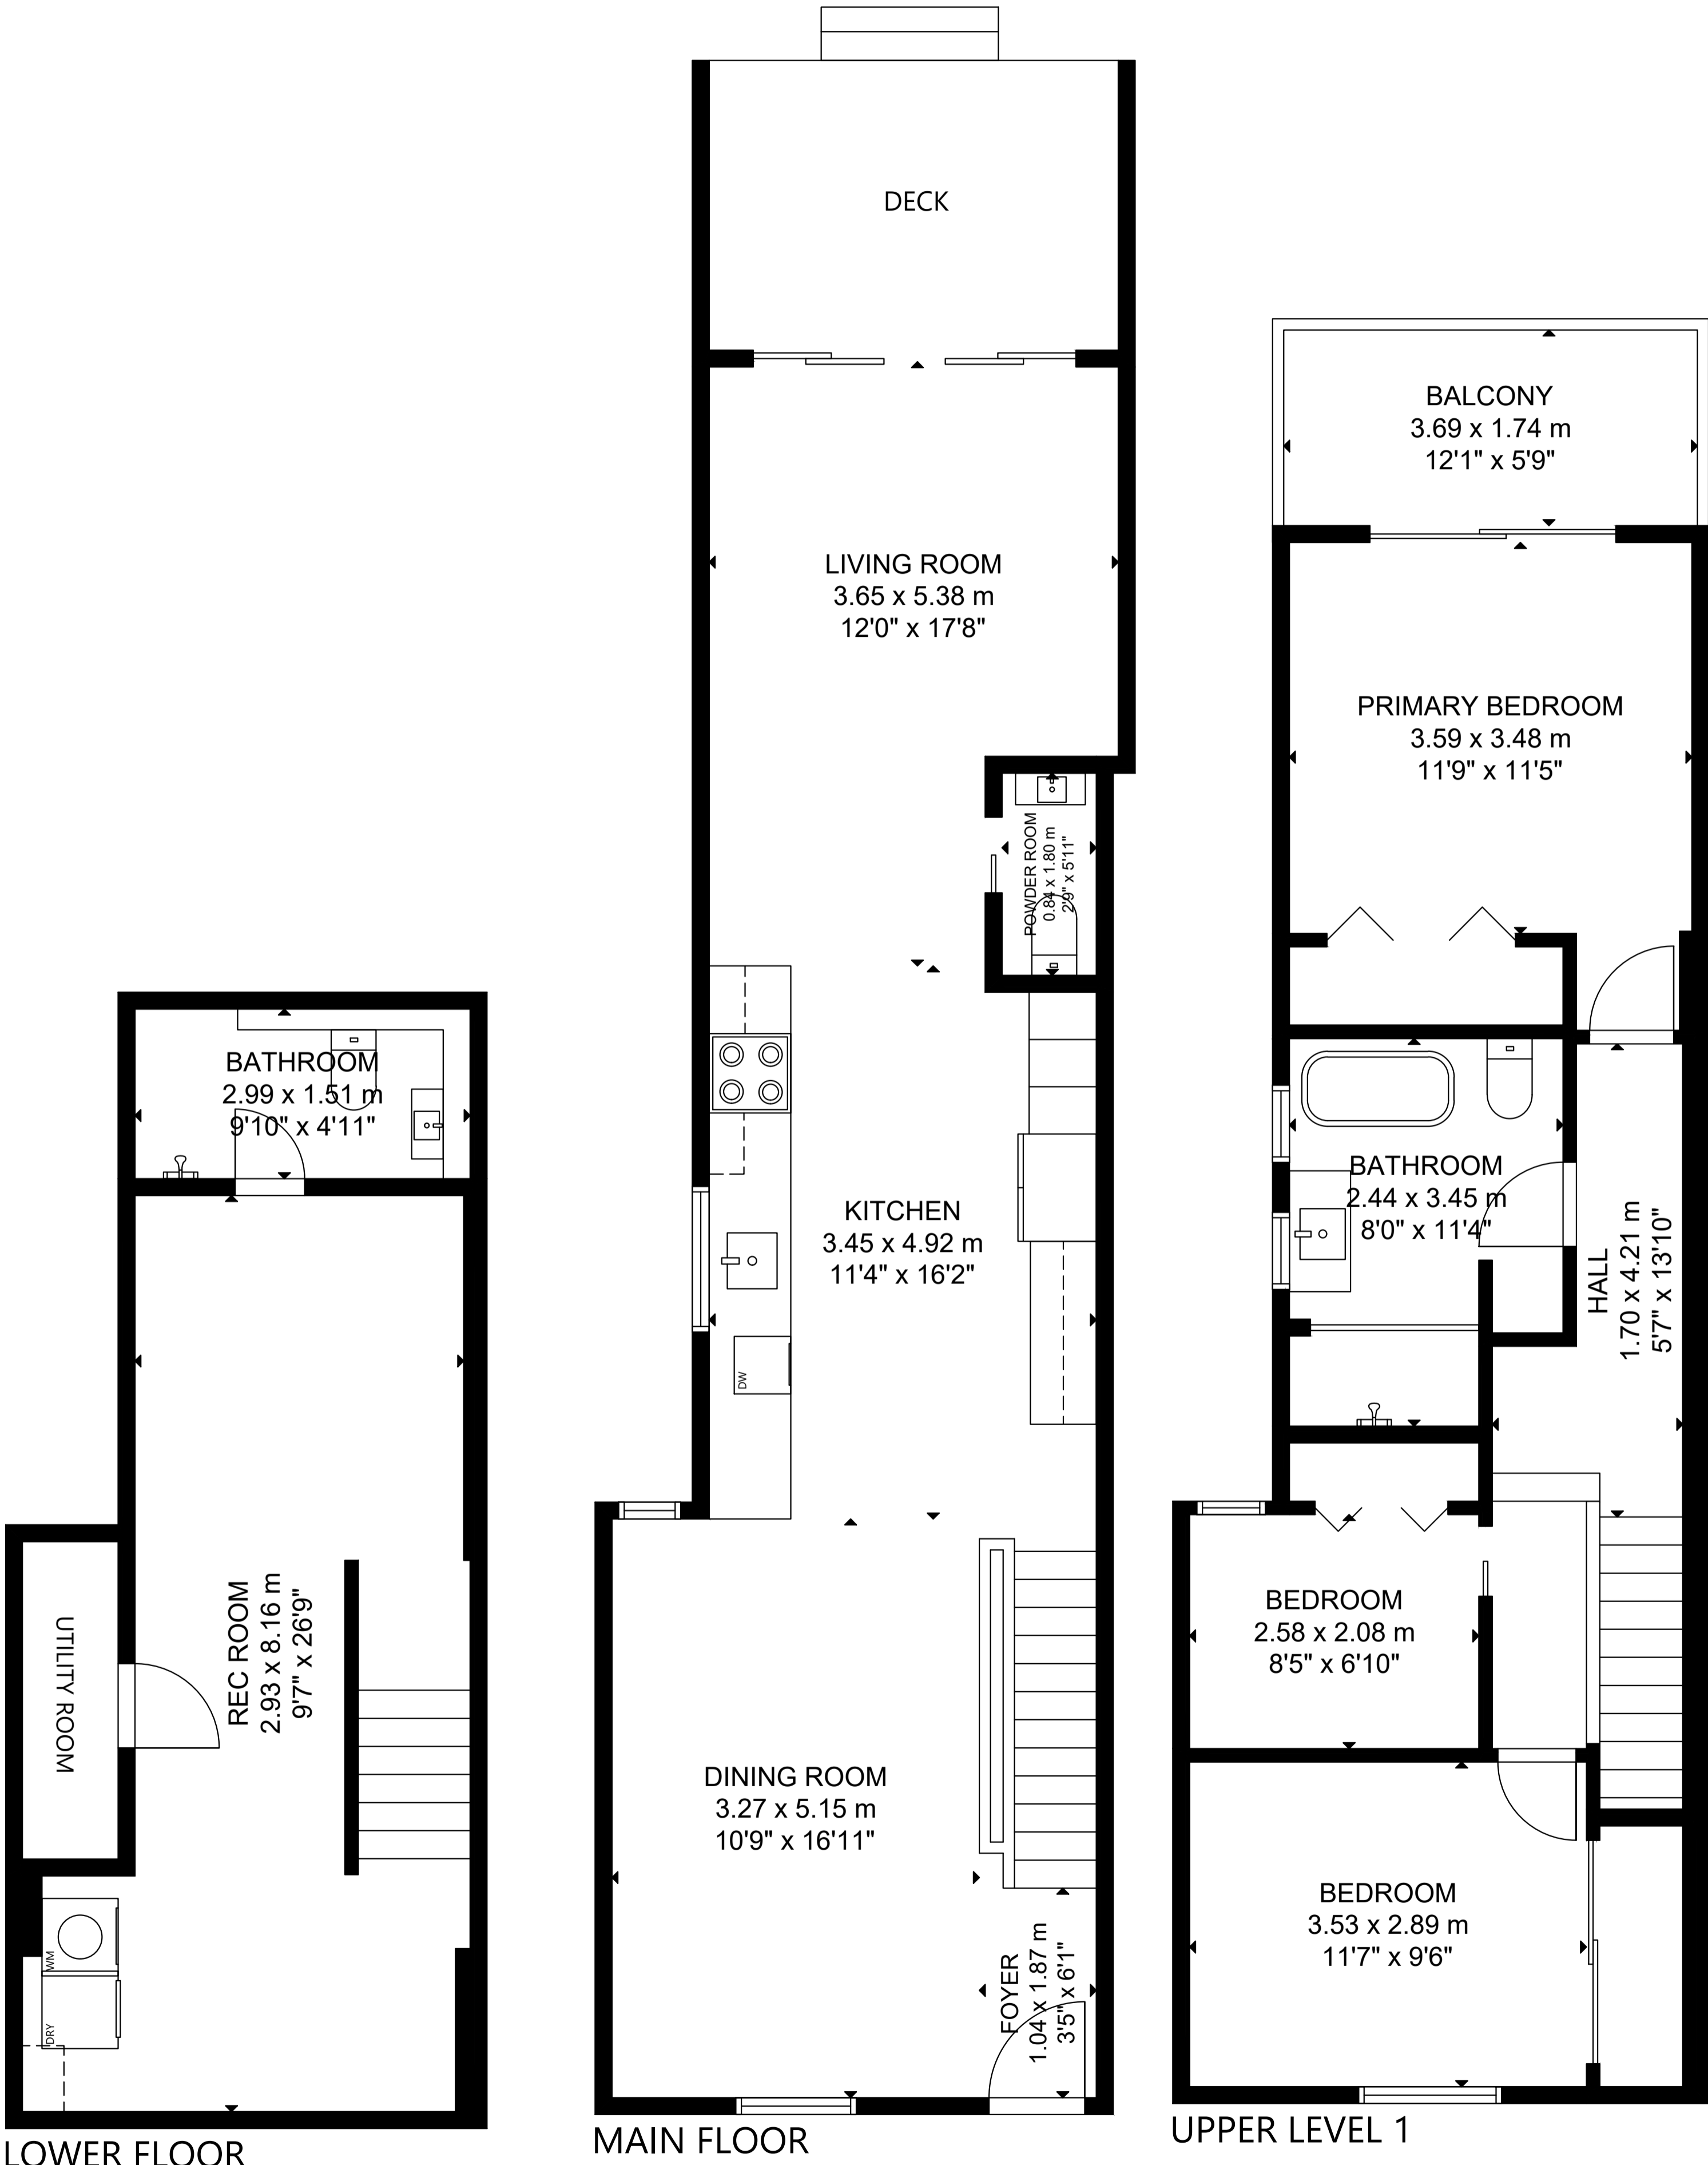 DECK
LIVING ROOM
3.65 x 5.38 m
12'0" x 17'8"
POWDER ROOM
0.84 x 1.80 m
2'9" x 5'11"
KITCHEN
3.45 x 4.92 m
11'4" x 16'2"
DW
DINING ROOM
3.27 x 5.15 m
10'9" x 16'11"
FOYER
1.04 x 1.87 m
3'5" x 6'1"
MAIN FLOOR
BALCONY
3.69 x 1.74 m
12'1" x 5'9"
PRIMARY BEDROOM
3.59 x 3.48 m
11'9" x 11'5"
BATHROOM
2.44 x 3.45 m
8'0" x 11'4"
HALL
1.70 x 4.21 m
5'7" x 13'10"
BEDROOM
2.58 x 2.08 m
8'5" x 6'10"
BEDROOM
3.53 x 2.89 m
11'7" x 9'6"
UPPER LEVEL 1
BATHROOM
2.99 x 1.51 m
9'10" x 4'11"
REC ROOM
2.93 x 8.16 m
9'7" x 26'9"
UTILITY ROOM
WM
DRY
LOWER FLOOR